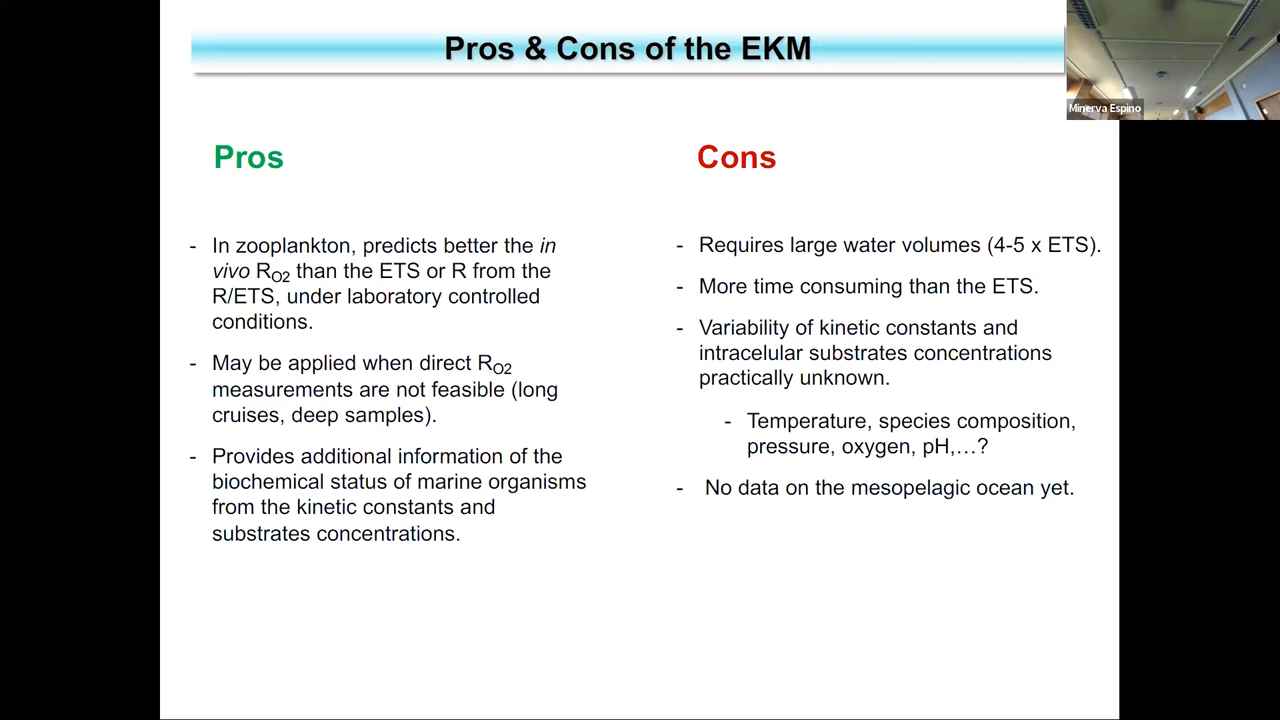 Pros & Cons of the EKM
Minerva Espino
Pros
- In zooplankton, predicts better the in
vivo RO2 than the ETS or R from the
R/ETS, under laboratory controlled
conditions.
- May be applied when direct RO2
measurements are not feasible (long
cruises, deep samples).
- Provides additional information of the
biochemical status of marine organisms
from the kinetic constants and
substrates concentrations.
Cons
- Requires large water volumes (4-5 x ETS).
- More time consuming than the ETS.
- Variability of kinetic constants and
intracelular substrates concentrations
practically unknown.
- Temperature, species composition,
pressure, oxygen, pH,…?
- No data on the mesopelagic ocean yet.